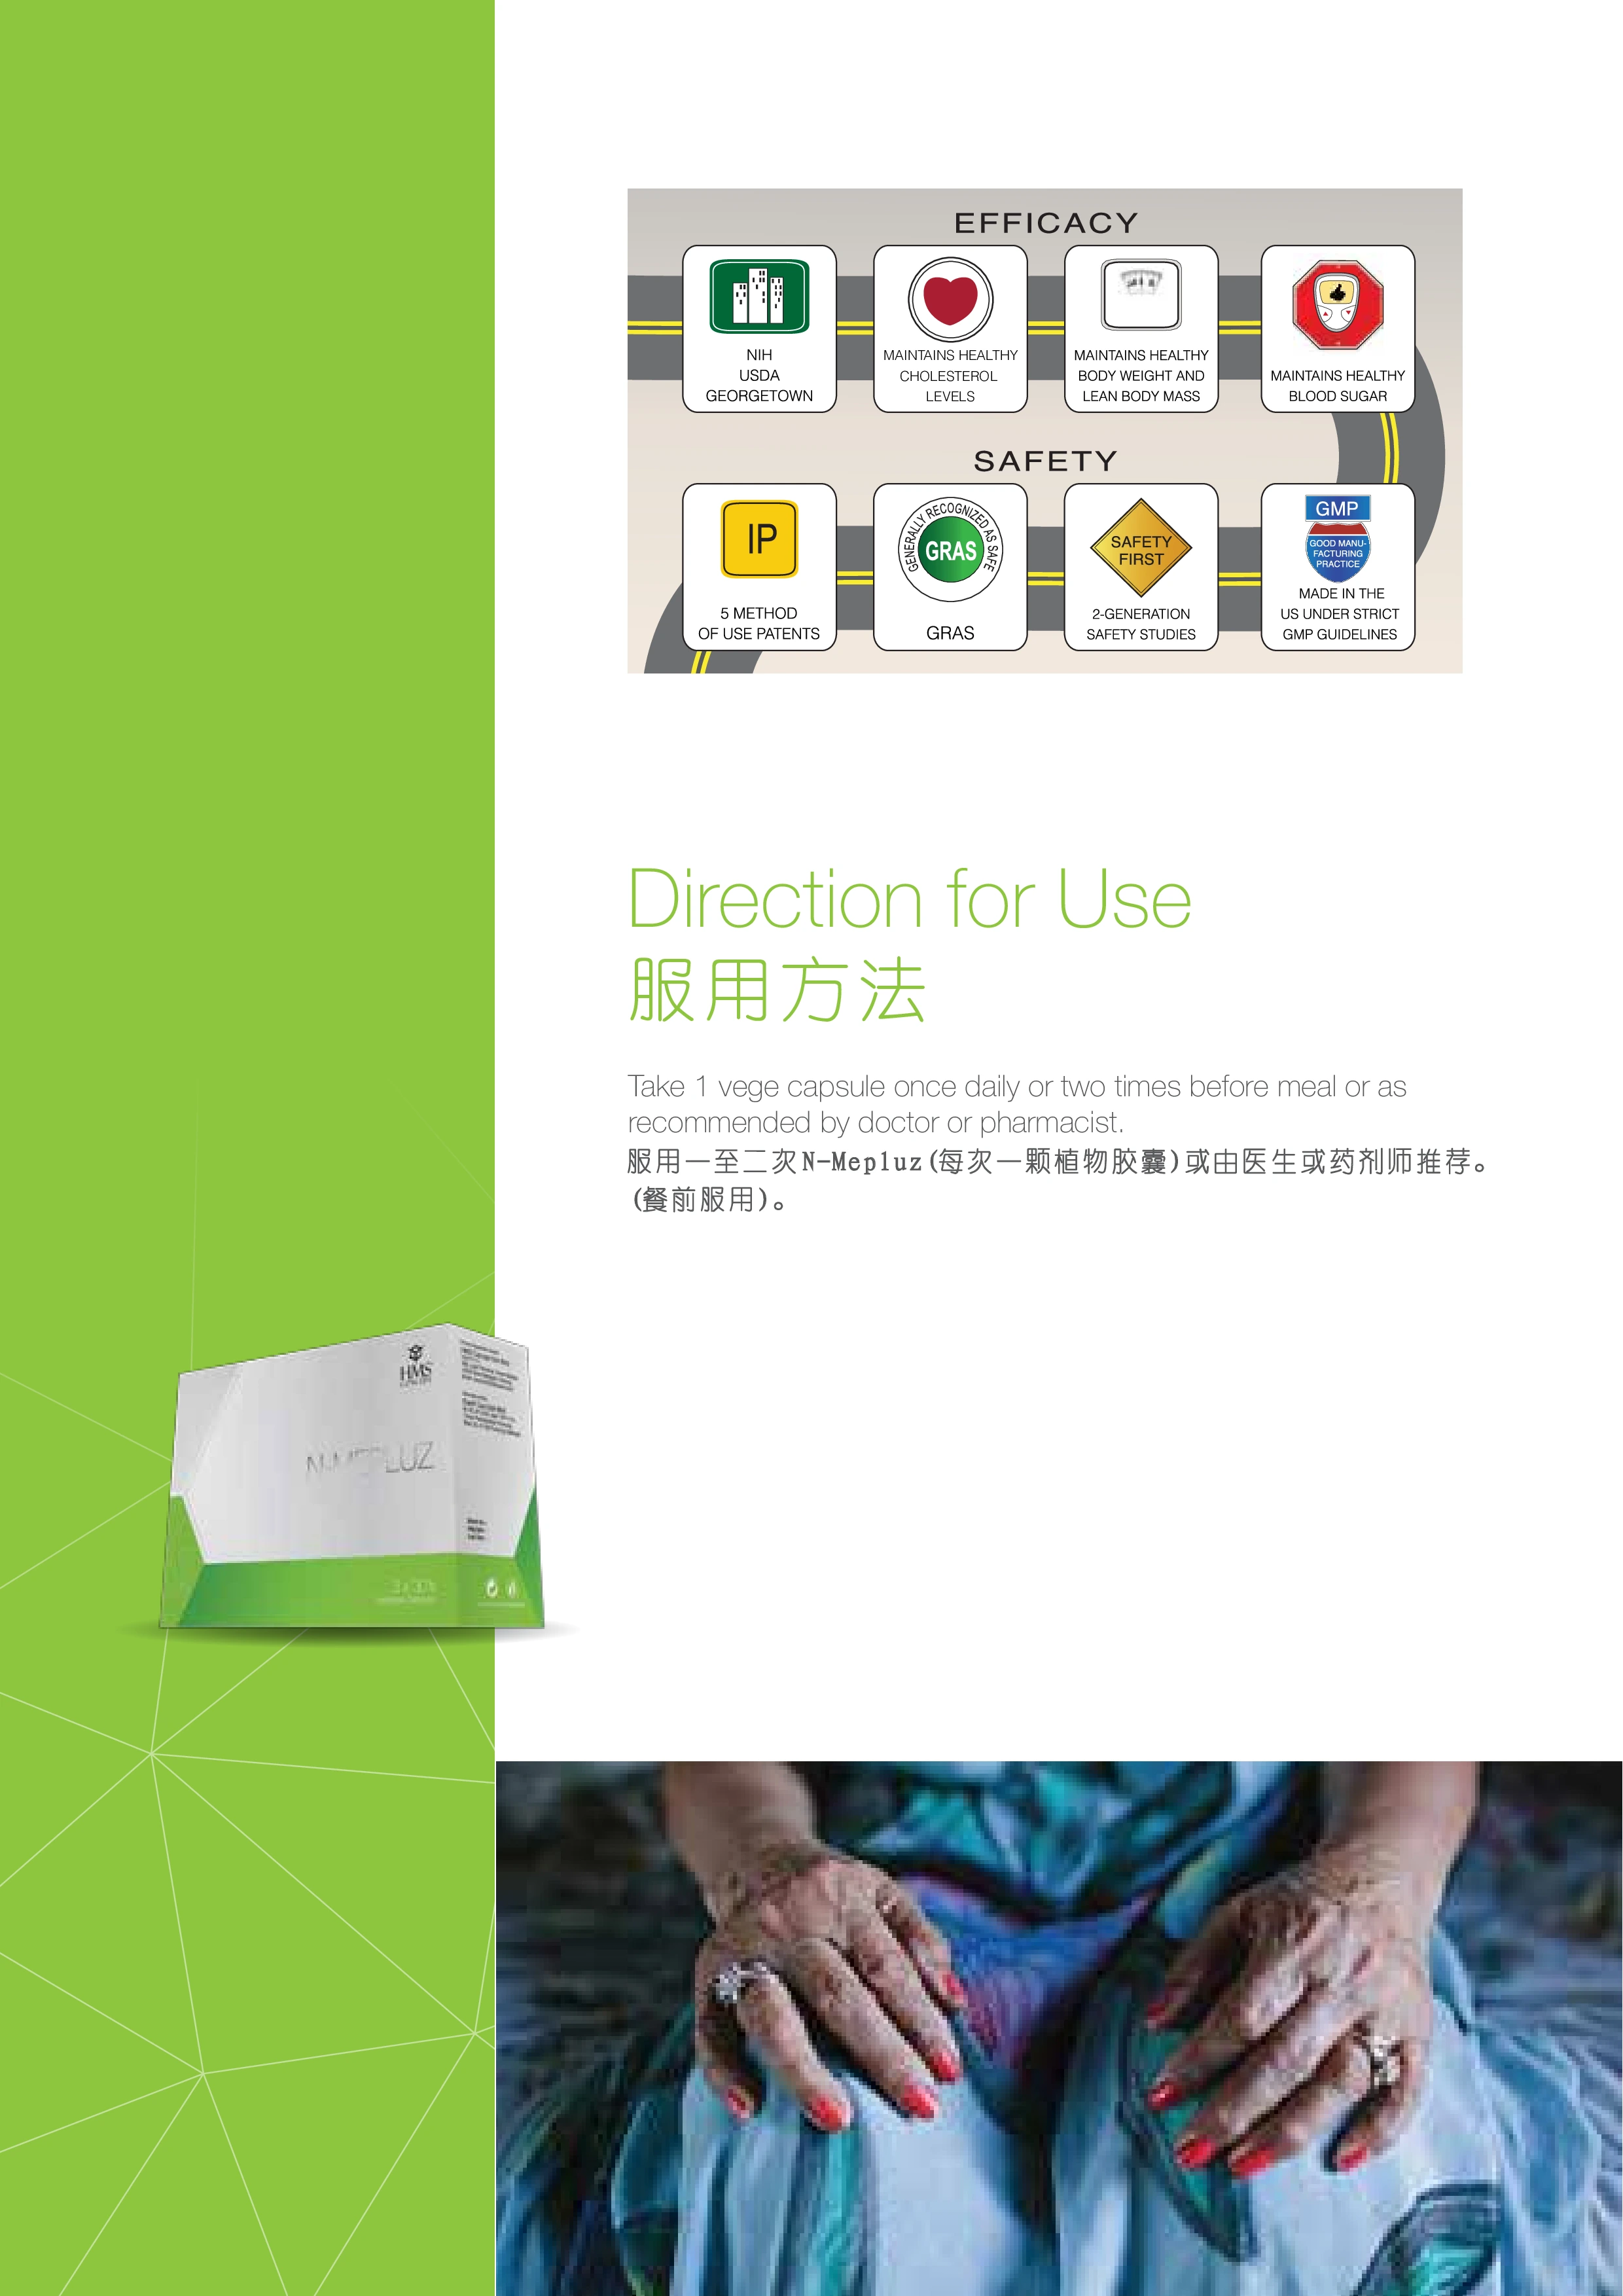 EFFICACY
NIH
USDA
GEORGETOWN
MAINTAINS HEALTHY
CHOLESTEROL
LEVELS
MAINTAINS HEALTHY
BODY WEIGHT AND
LEAN BODY MASS
MAINTAINS HEALTHY
BLOOD SUGAR
SAFETY
IP
5 METHOD
OF USE PATENTS
GENERALLY RECOGNIZED AS SAFE
GRAS
GRAS
SAFETY
FIRST
2-GENERATION
SAFETY STUDIES
GMP
GOOD MANU-
FACTURING
PRACTICE
MADE IN THE
US UNDER STRICT
GMP GUIDELINES
Direction for Use
服用方法
Take 1 vege capsule once daily or two times before meal or as
recommended by doctor or pharmacist.
服用一至二次N-Mepluz(每次一颗植物胶囊)或由医生或药剂师推荐。
(餐前服用)。
HMS
N-MEPLUZ